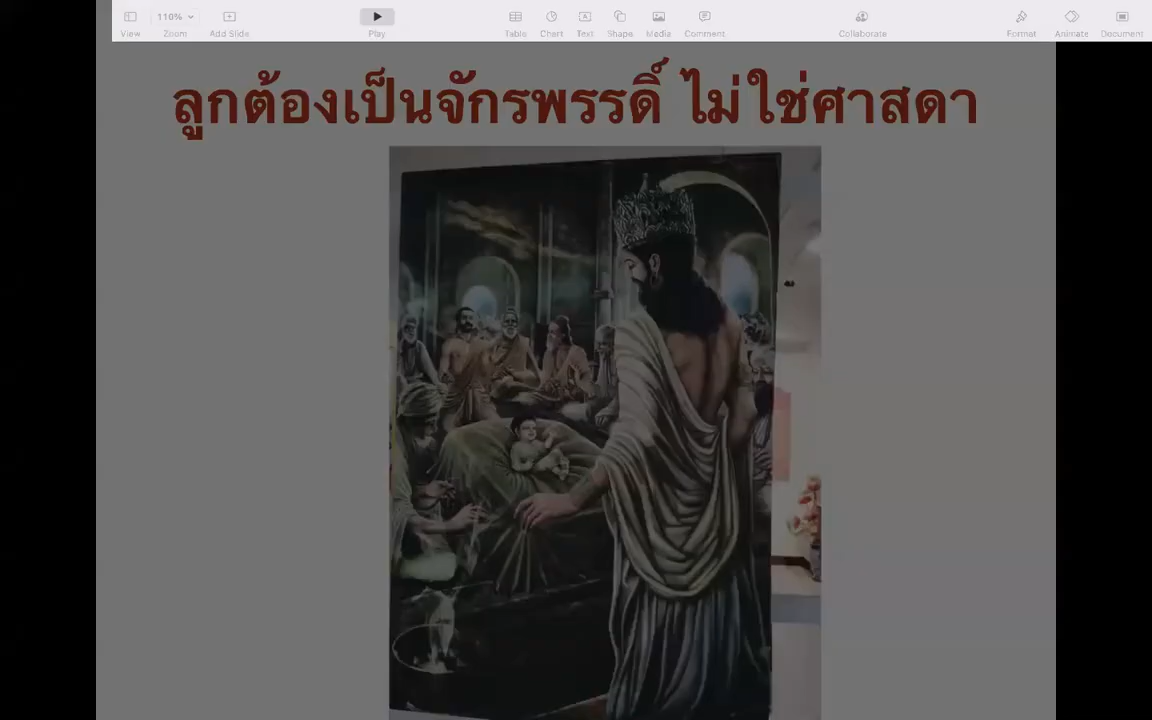 110%
View
Zoom
Add Slide
Play
Table
Chart
Text
Shape
Media
Comment
Collaborate
Format
Animate
Document
ลูกต้องเป็นจักรพรรดิ์ ไม่ใช่ศาสดา